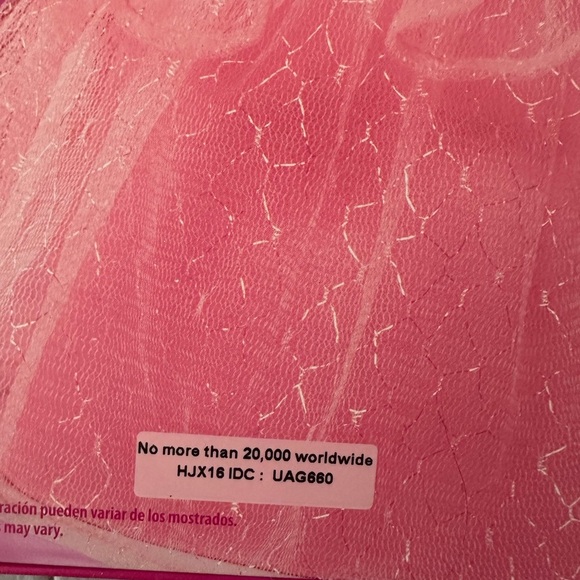 No more than 20,000 worldwide
HJX16 IDC : UAG660
ración pueden variar de los mostrados.
may vary.